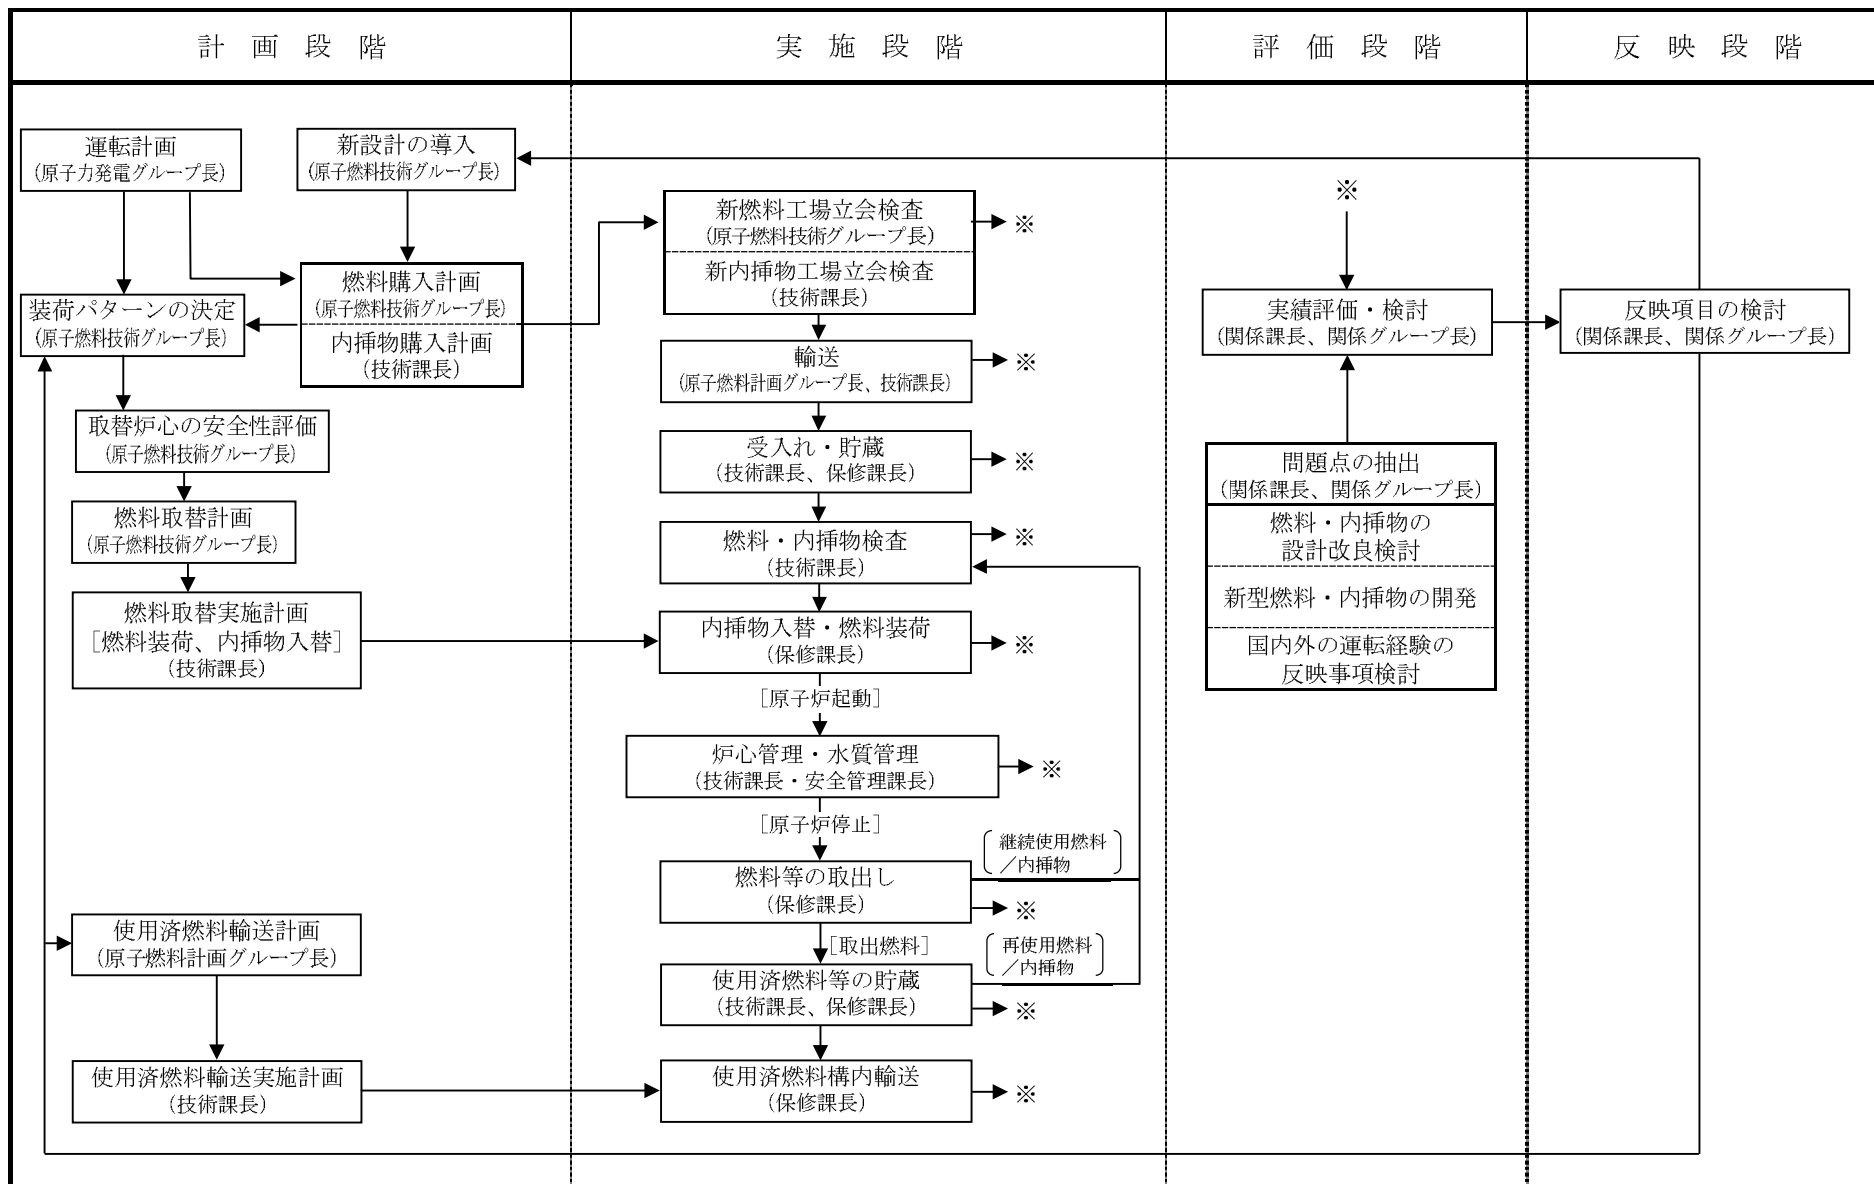 計画段階
実施段階
評価段階
反映段階
運転計画
(原子力発電グループ長)
新設計の導入
(原子燃料技術グループ長)
燃料購入計画
(原子燃料技術グループ長)
内挿物購入計画
(技術課長)
装荷パターンの決定
(原子燃料技術グループ長)
取替炉心の安全性評価
(原子燃料技術グループ長)
燃料取替計画
(原子燃料技術グループ長)
燃料取替実施計画
[燃料装荷、内挿物入替]
(技術課長)
使用済燃料輸送計画
(原子燃料計画グループ長)
使用済燃料輸送実施計画
(技術課長)
新燃料工場立会検査
(原子燃料技術グループ長)
※
新内挿物工場立会検査
(技術課長)
輸送
(原子燃料計画グループ長、技術課長)
※
受入れ・貯蔵
(技術課長、保修課長)
※
燃料・内挿物検査
(技術課長)
※
内挿物入替・燃料装荷
(保修課長)
※
[原子炉起動]
炉心管理・水質管理
(技術課長・安全管理課長)
※
[原子炉停止]
継続使用燃料
/内挿物
燃料等の取出し
(保修課長)
※
[取出燃料]
再使用燃料
/内挿物
使用済燃料等の貯蔵
(技術課長、保修課長)
※
使用済燃料構内輸送
(保修課長)
※
※
実績評価・検討
(関係課長、関係グループ長)
問題点の抽出
(関係課長、関係グループ長)
燃料・内挿物の
設計改良検討
新型燃料・内挿物の開発
国内外の運転経験の
反映事項検討
反映項目の検討
(関係課長、関係グループ長)